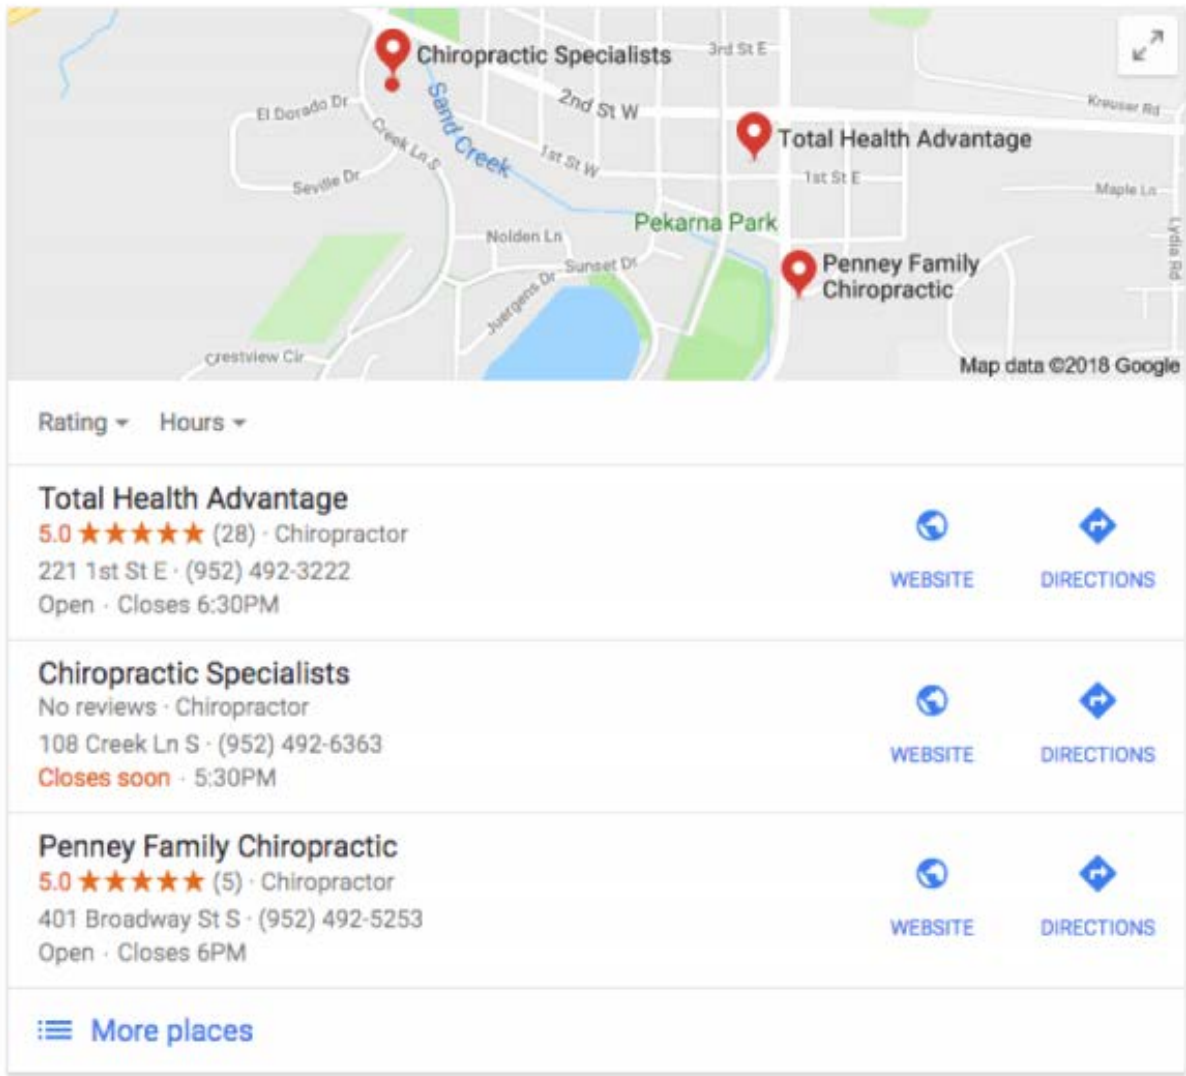 Chiropractic Specialists
3rd St E
2nd St W
Kreuser Rd
El Dorado Dr
Sand Creek
Creek Ln S
Total Health Advantage
1st St W
1st St E
Seville Dr
Maple Ln
Pekarna Park
Nolden Ln
Lydia Rd
Sunset Dr
Penney Family
Chiropractic
Juergens Dr
Crestview Cir
Map data ©2018 Google
Rating Hours
Total Health Advantage
5.0 ★★★★★ (28) · Chiropractor
221 1st St E · (952) 492-3222
Open · Closes 6:30PM
WEBSITE DIRECTIONS
Chiropractic Specialists
No reviews · Chiropractor
108 Creek Ln S · (952) 492-6363
Closes soon · 5:30PM
WEBSITE DIRECTIONS
Penney Family Chiropractic
5.0 ★★★★★ (5) · Chiropractor
401 Broadway St S · (952) 492-5253
Open · Closes 6PM
WEBSITE DIRECTIONS
More places